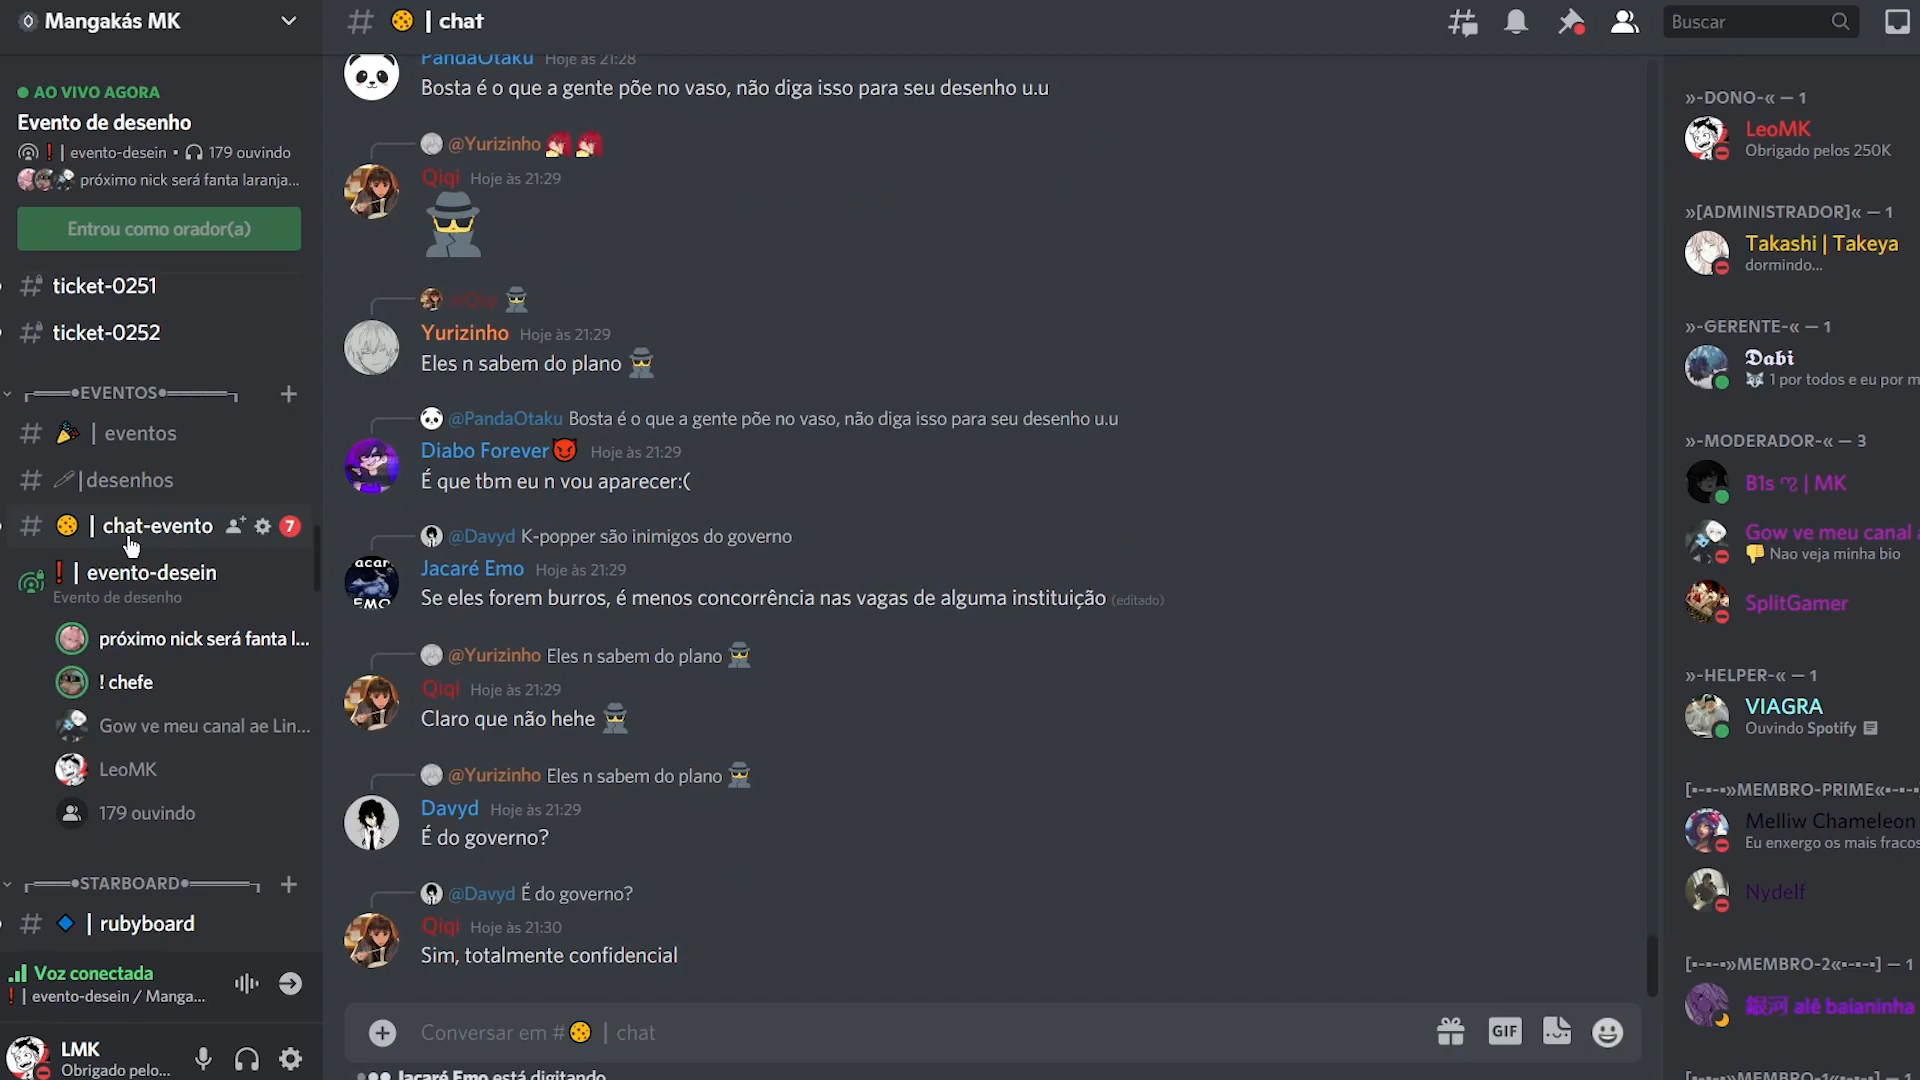 Mangakás MK
AO VIVO AGORA
Evento de desenho
❗ | evento-desein • 179 ouvindo
próximo nick será fanta laranja...
Entrou como orador(a)
ticket-0251
ticket-0252
┌───•EVENTOS•────┐
🎉 | eventos
|desenhos
🍪 | chat-evento 7
❗ | evento-desein
Evento de desenho
próximo nick será fanta l...
! chefe
Gow ve meu canal ae Lin...
LeoMK
179 ouvindo
┌───•STARBOARD•────┐
🔷 | rubyboard
Voz conectada
❗ | evento-desein / Manga...
LMK
Obrigado pelo...
# 🍪 | chat
PandaOtaku Hoje às 21:28
Bosta é o que a gente põe no vaso, não diga isso para seu desenho u.u
@Yurizinho
Qiqi Hoje às 21:29
@Qiqi
Yurizinho Hoje às 21:29
Eles n sabem do plano
@PandaOtaku Bosta é o que a gente põe no vaso, não diga isso para seu desenho u.u
Diabo Forever😈 Hoje às 21:29
É que tbm eu n vou aparecer:(
@Davyd K-popper são inimigos do governo
acar
EMO
Jacaré Emo Hoje às 21:29
Se eles forem burros, é menos concorrência nas vagas de alguma instituição (editado)
@Yurizinho Eles n sabem do plano
Qiqi Hoje às 21:29
Claro que não hehe
@Yurizinho Eles n sabem do plano
Davyd Hoje às 21:29
É do governo?
@Davyd É do governo?
Qiqi Hoje às 21:30
Sim, totalmente confidencial
Conversar em #🍪 | chat
GIF
Jacaré Emo está digitando
Buscar
»-DONO-« — 1
LeoMK
Obrigado pelos 250K
»[ADMINISTRADOR]« — 1
Takashi | Takeya
dormindo...
»-GERENTE-« — 1
𝕯𝖆𝖇𝖎
🐺 1 por todos e eu por m
»-MODERADOR-« — 3
B1s | MK
Gow ve meu canal a
👎 Nao veja minha bio
SplitGamer
»-HELPER-« — 1
VIAGRA
Ouvindo Spotify
[----»MEMBRO-PRIME«----
Melliw Chameleon
Eu enxergo os mais fracos
Nydelf
[----»MEMBRO-2«----] — 1
銀河 alê baianinha
[----»MEMBRO-1«----] — 1